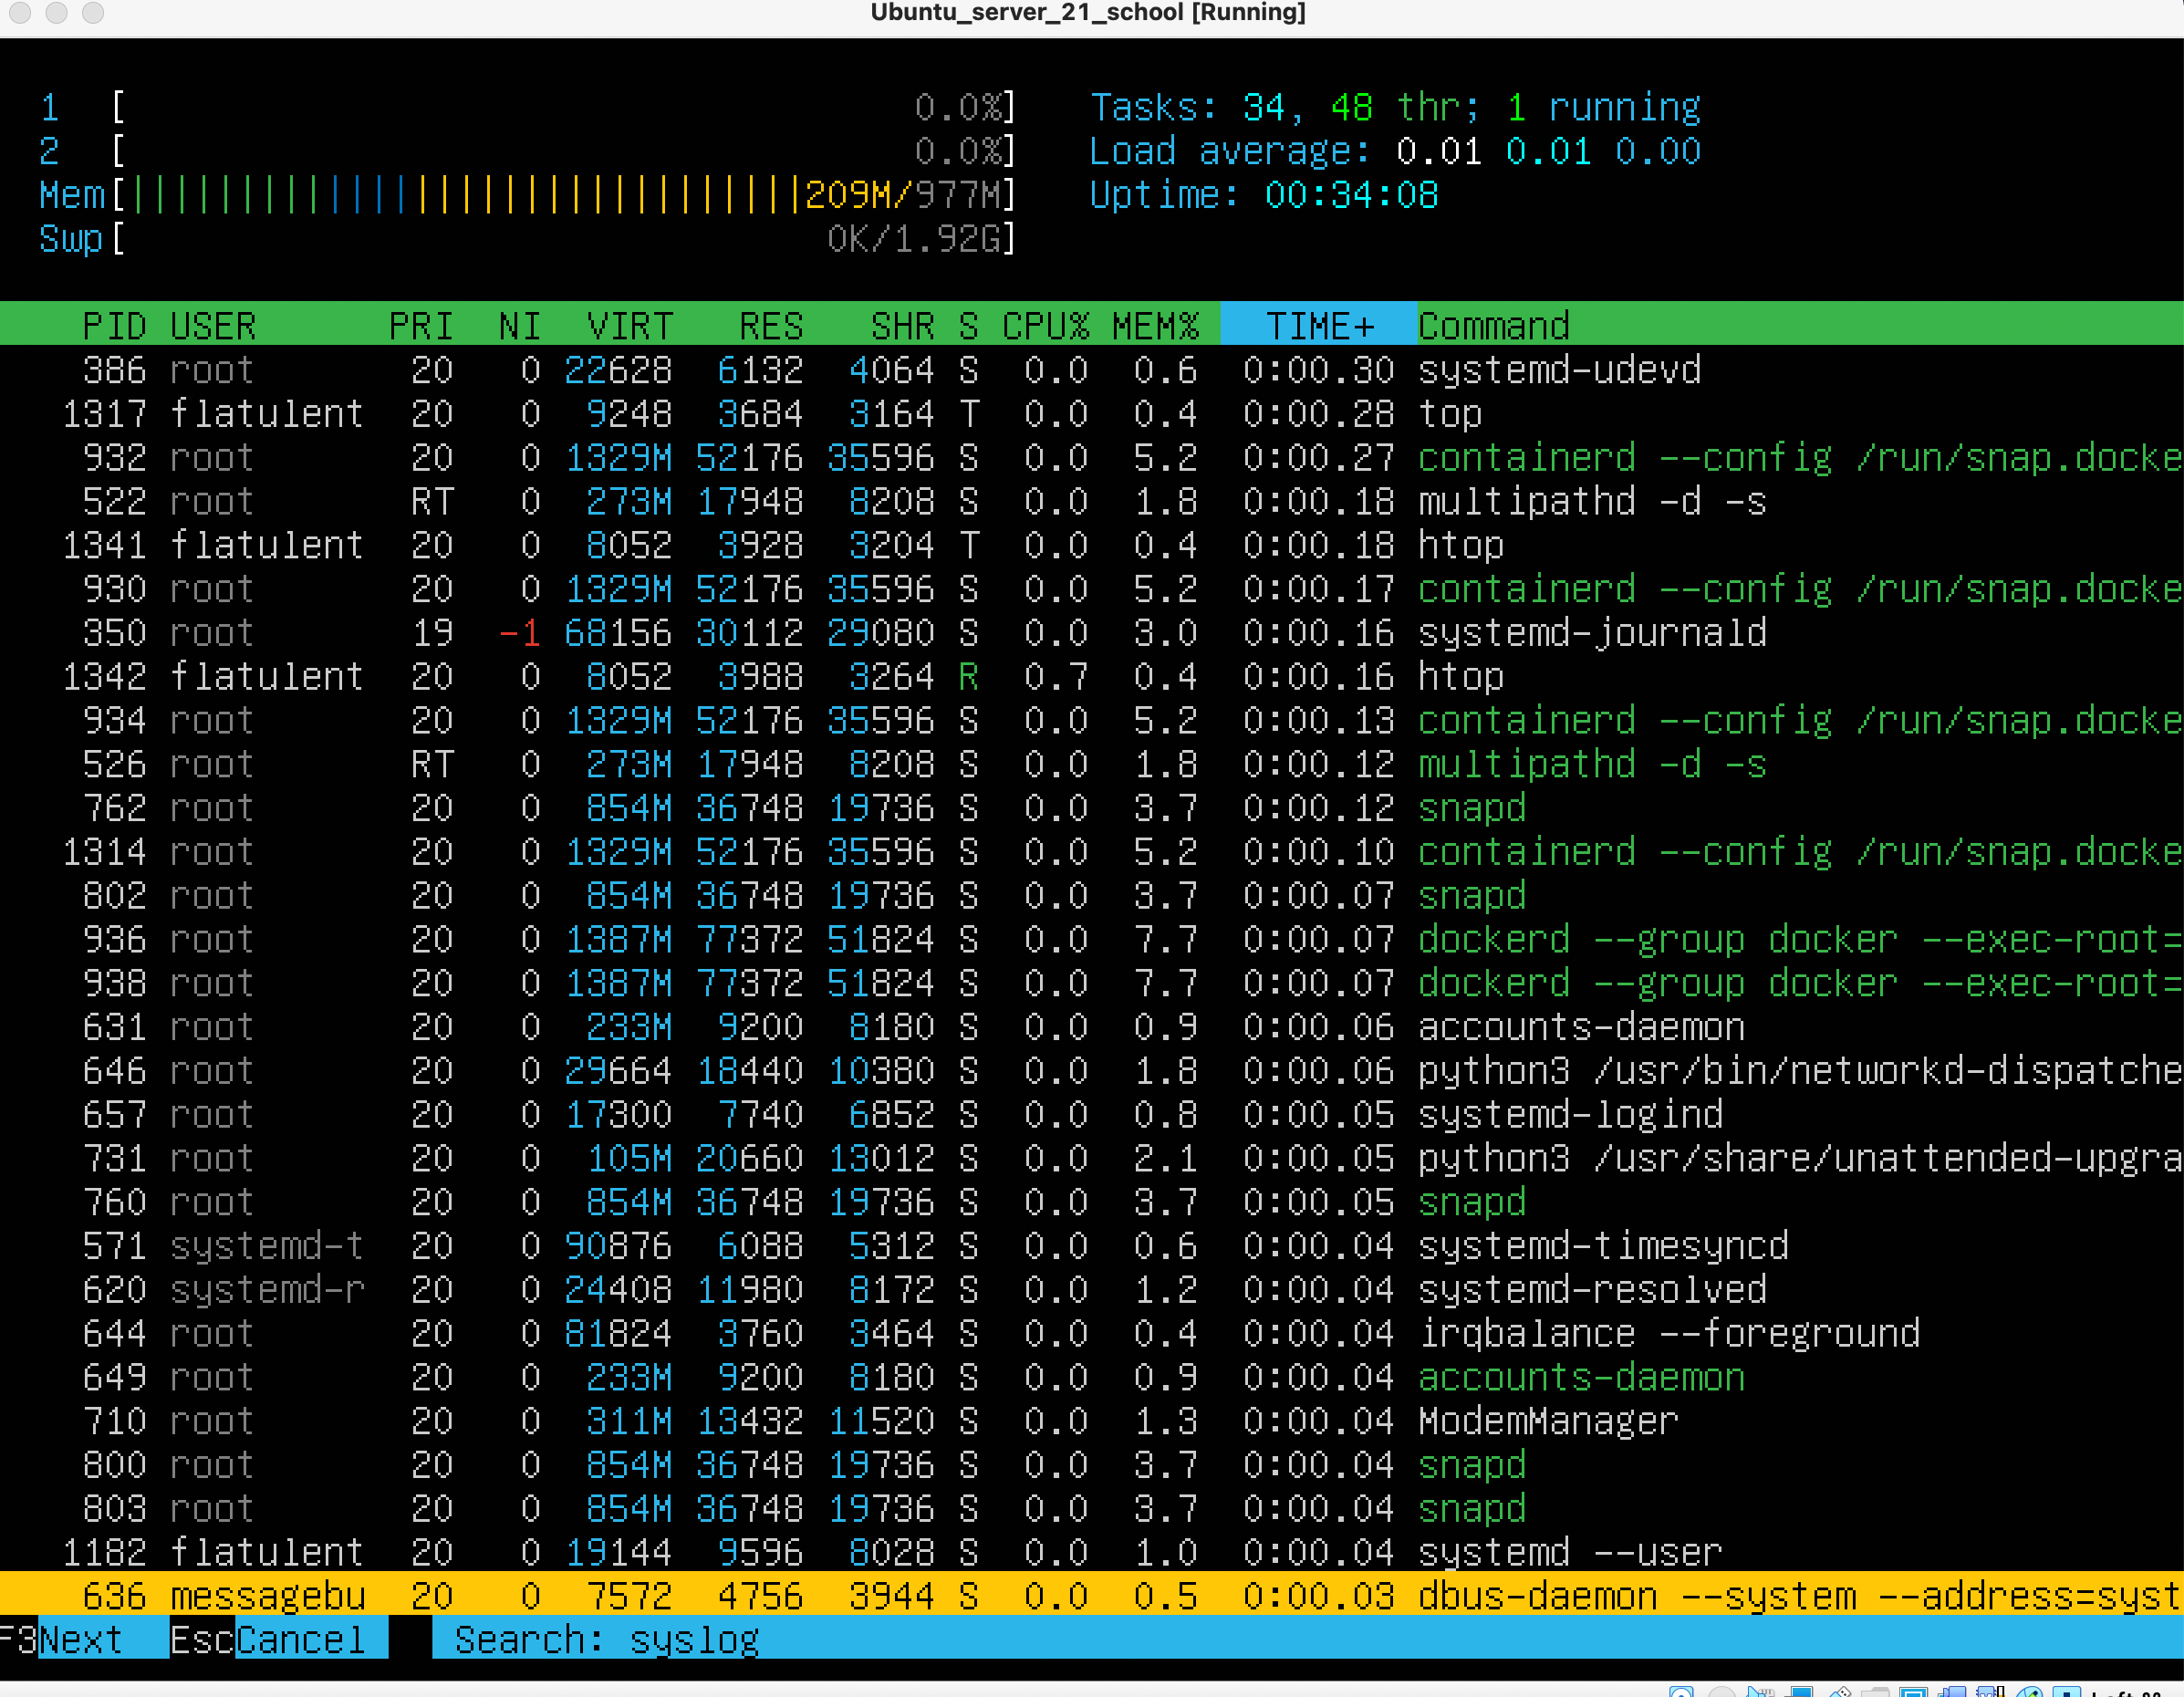 Ubuntu_server_21_school [Running]
1 [ 0.0%] Tasks: 34, 48 thr; 1 running
2 [ 0.0%] Load average: 0.01 0.01 0.00
Mem[|||||||||||||||||||||||||||||||209M/977M] Uptime: 00:34:08
Swp[ 0K/1.92G]
PID USER PRI NI VIRT RES SHR S CPU% MEM% TIME+ Command
386 root 20 0 22628 6132 4064 S 0.0 0.6 0:00.30 systemd-udevd
1317 flatulent 20 0 9248 3684 3164 T 0.0 0.4 0:00.28 top
932 root 20 0 1329M 52176 35596 S 0.0 5.2 0:00.27 containerd --config /run/snap.docke
522 root RT 0 273M 17948 8208 S 0.0 1.8 0:00.18 multipathd -d -s
1341 flatulent 20 0 8052 3928 3204 T 0.0 0.4 0:00.18 htop
930 root 20 0 1329M 52176 35596 S 0.0 5.2 0:00.17 containerd --config /run/snap.docke
350 root 19 -1 68156 30112 29080 S 0.0 3.0 0:00.16 systemd-journald
1342 flatulent 20 0 8052 3988 3264 R 0.7 0.4 0:00.16 htop
934 root 20 0 1329M 52176 35596 S 0.0 5.2 0:00.13 containerd --config /run/snap.docke
526 root RT 0 273M 17948 8208 S 0.0 1.8 0:00.12 multipathd -d -s
762 root 20 0 854M 36748 19736 S 0.0 3.7 0:00.12 snapd
1314 root 20 0 1329M 52176 35596 S 0.0 5.2 0:00.10 containerd --config /run/snap.docke
802 root 20 0 854M 36748 19736 S 0.0 3.7 0:00.07 snapd
936 root 20 0 1387M 77372 51824 S 0.0 7.7 0:00.07 dockerd --group docker --exec-root=
938 root 20 0 1387M 77372 51824 S 0.0 7.7 0:00.07 dockerd --group docker --exec-root=
631 root 20 0 233M 9200 8180 S 0.0 0.9 0:00.06 accounts-daemon
646 root 20 0 29664 18440 10380 S 0.0 1.8 0:00.06 python3 /usr/bin/networkd-dispatche
657 root 20 0 17300 7740 6852 S 0.0 0.8 0:00.05 systemd-logind
731 root 20 0 105M 20660 13012 S 0.0 2.1 0:00.05 python3 /usr/share/unattended-upgra
760 root 20 0 854M 36748 19736 S 0.0 3.7 0:00.05 snapd
571 systemd-t 20 0 90876 6088 5312 S 0.0 0.6 0:00.04 systemd-timesyncd
620 systemd-r 20 0 24408 11980 8172 S 0.0 1.2 0:00.04 systemd-resolved
644 root 20 0 81824 3760 3464 S 0.0 0.4 0:00.04 irqbalance --foreground
649 root 20 0 233M 9200 8180 S 0.0 0.9 0:00.04 accounts-daemon
710 root 20 0 311M 13432 11520 S 0.0 1.3 0:00.04 ModemManager
800 root 20 0 854M 36748 19736 S 0.0 3.7 0:00.04 snapd
803 root 20 0 854M 36748 19736 S 0.0 3.7 0:00.04 snapd
1182 flatulent 20 0 19144 9596 8028 S 0.0 1.0 0:00.04 systemd --user
636 messagebu 20 0 7572 4756 3944 S 0.0 0.5 0:00.03 dbus-daemon --system --address=syst
F3Next EscCancel Search: syslog